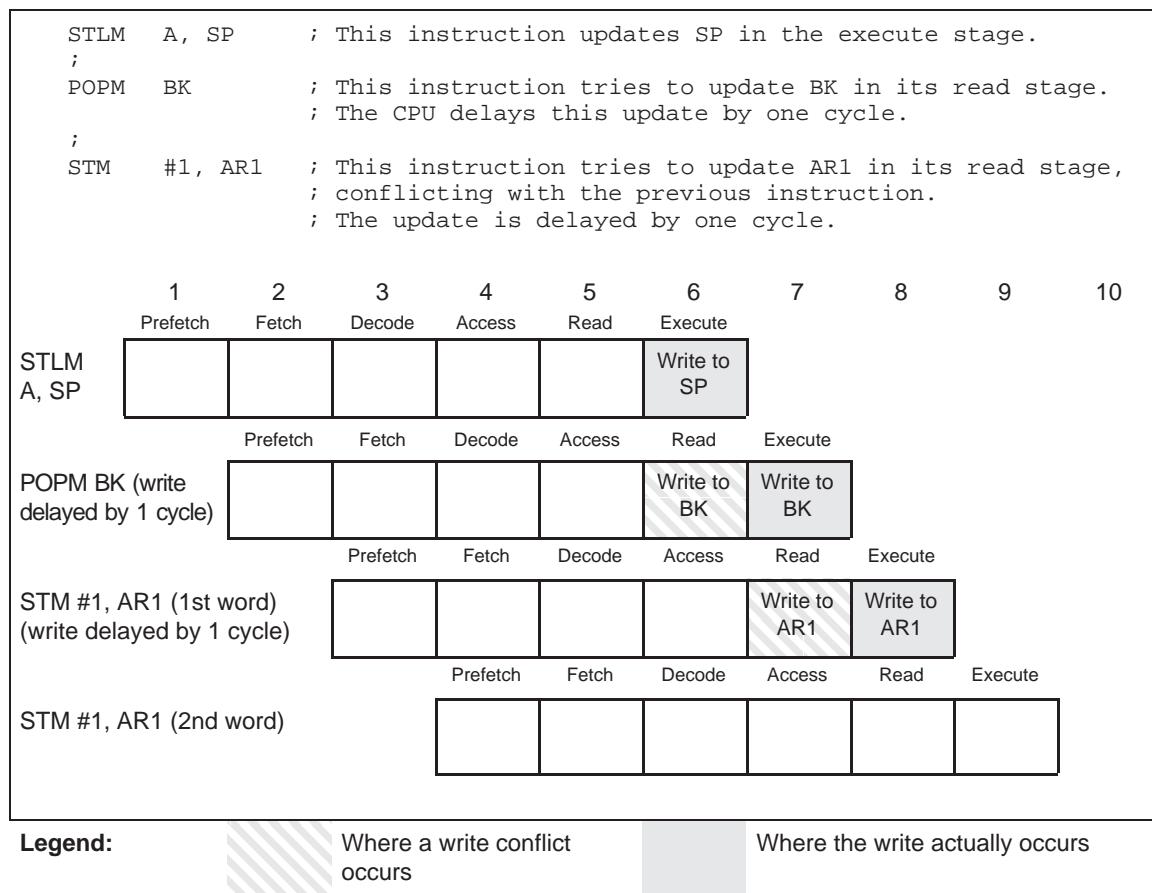 STLM A, SP ; This instruction updates SP in the execute stage.
;
POPM BK ; This instruction tries to update BK in its read stage.
; The CPU delays this update by one cycle.
;
STM #1, AR1 ; This instruction tries to update AR1 in its read stage,
; conflicting with the previous instruction.
; The update is delayed by one cycle.
1 2 3 4 5 6 7 8 9 10
Prefetch Fetch Decode Access Read Execute
STLM
A, SP
Write to
SP
Prefetch Fetch Decode Access Read Execute
POPM BK (write
delayed by 1 cycle)
Write to
BK
Write to
BK
Prefetch Fetch Decode Access Read Execute
STM #1, AR1 (1st word)
(write delayed by 1 cycle)
Write to
AR1
Write to
AR1
Prefetch Fetch Decode Access Read Execute
STM #1, AR1 (2nd word)
Legend:
Where a write conflict
occurs
Where the write actually occurs